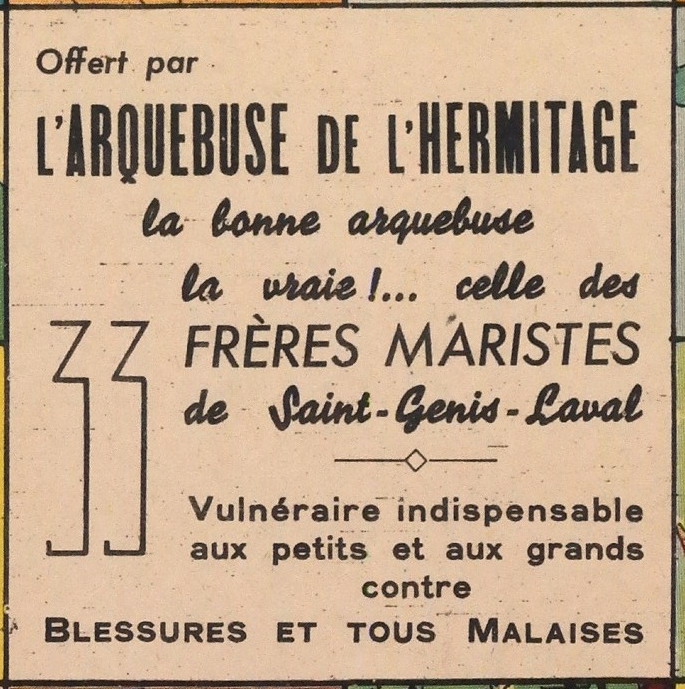 Offert par
L'ARQUEBUSE DE L'HERMITAGE
la bonne arquebuse
la vraie !... celle des
33
FRÈRES MARISTES
de Saint-Genis-Laval
Vulnéraire indispensable
aux petits et aux grands
contre
BLESSURES ET TOUS MALAISES